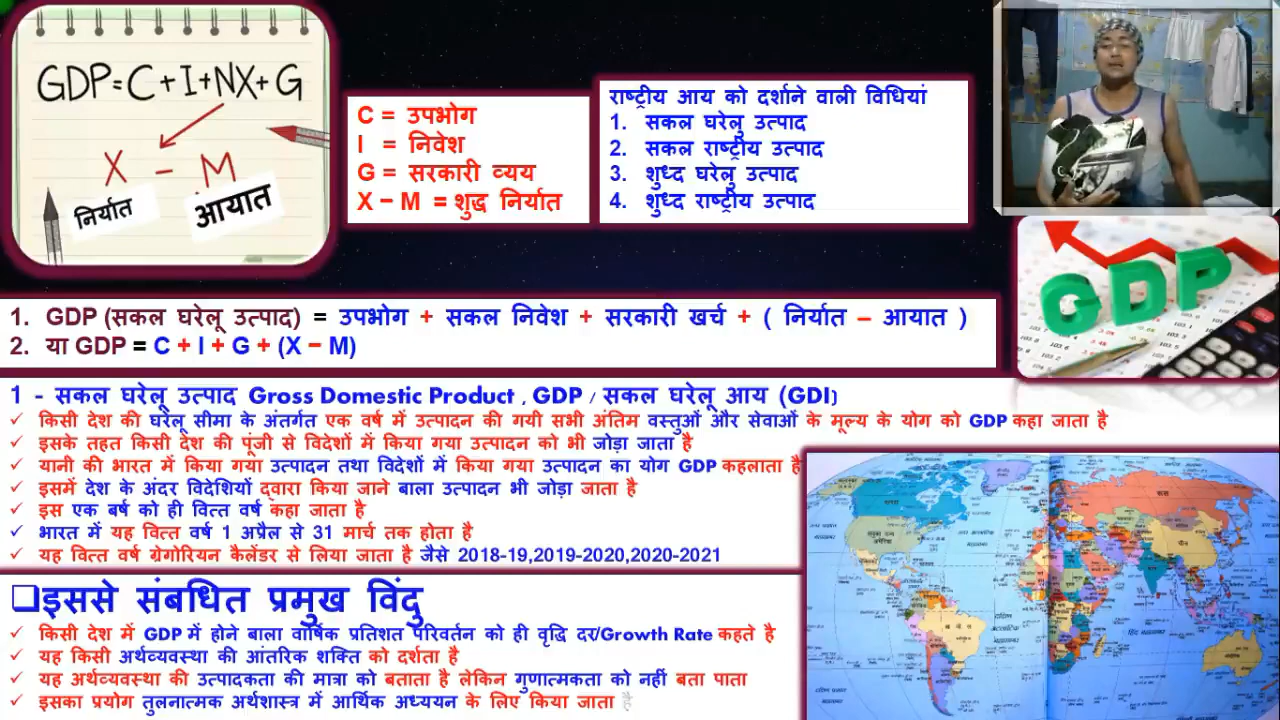 GDP=C+I+NX+G
X - M
निर्यात
आयात
C = उपभोग
I = निवेश
G = सरकारी व्यय
X – M = शुद्ध निर्यात
राष्ट्रीय आय को दर्शाने वाली विधियां
1. सकल घरेलु उत्पाद
2. सकल राष्ट्रीय उत्पाद
3. शुध्द घरेलु उत्पाद
4. शुध्द राष्ट्रीय उत्पाद
GDP
1. GDP (सकल घरेलू उत्पाद) = उपभोग + सकल निवेश + सरकारी खर्च + ( निर्यात – आयात )
2. या GDP = C + I + G + (X – M)
1 - सकल घरेलू उत्पाद Gross Domestic Product , GDP / सकल घरेलू आय (GDI)
✓ किसी देश की घरेलू सीमा के अंतर्गत एक वर्ष में उत्पादन की गयी सभी अंतिम वस्तुओं और सेवाओं के मूल्य के योग को GDP कहा जाता है
✓ इसके तहत किसी देश की पूंजी से विदेशों में किया गया उत्पादन को भी जोड़ा जाता है
✓ यानी की भारत में किया गया उत्पादन तथा विदेशों में किया गया उत्पादन का योग GDP कहलाता है
✓ इसमें देश के अंदर विदेशियों द्वारा किया जाने बाला उत्पादन भी जोड़ा जाता है
✓ इस एक बर्ष को ही वित्त वर्ष कहा जाता है
✓ भारत में यह वित्त वर्ष 1 अप्रैल से 31 मार्च तक होता है
✓ यह वित्त वर्ष ग्रेगोरियन कैलेंडर से लिया जाता है जैसे 2018-19,2019-2020,2020-2021
❑इससे संबधित प्रमुख विंदु
✓ किसी देश में GDP में होने बाला वार्षिक प्रतिशत परिवर्तन को ही वृद्धि दर/Growth Rate कहते है
✓ यह किसी अर्थव्यवस्था की आंतरिक शक्ति को दर्शता है
✓ यह अर्थव्यवस्था की उत्पादकता की मात्रा को बताता है लेकिन गुणात्मकता को नहीं बता पाता
✓ इसका प्रयोग तुलनात्मक अर्थशास्त्र में आर्थिक अध्ययन के लिए किया जाता
रूस
चीन